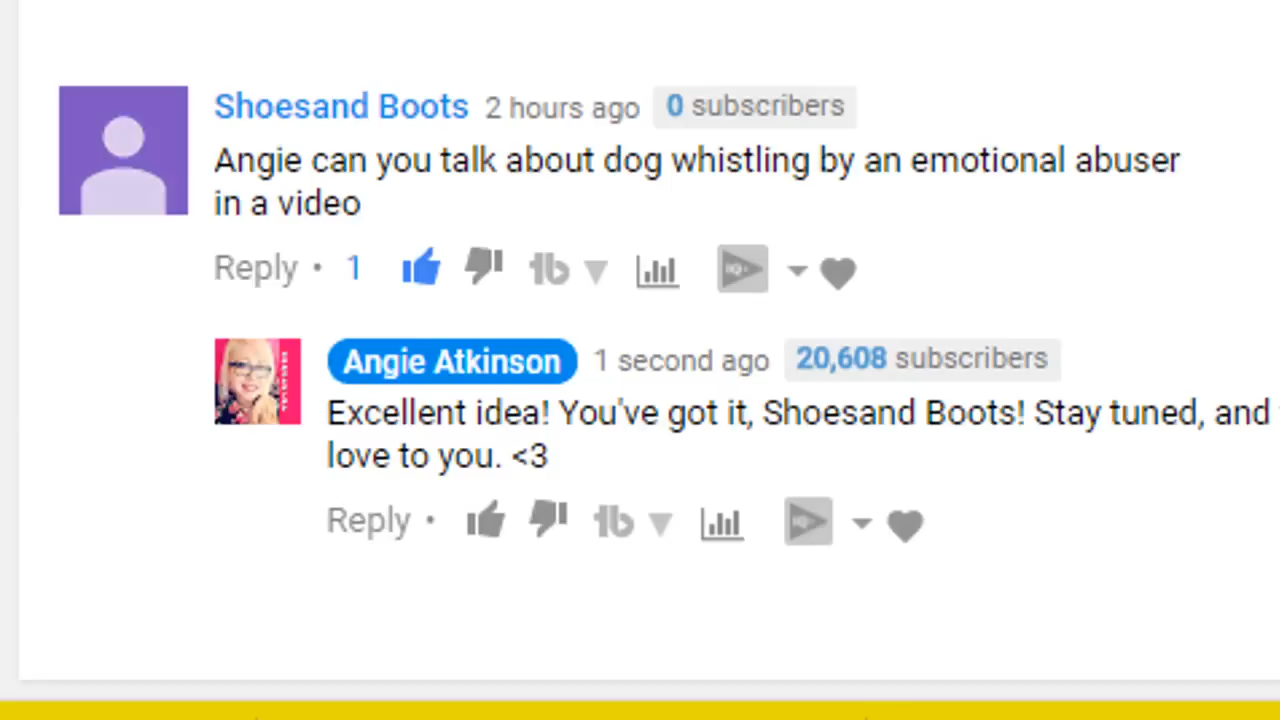 Shoesand Boots 2 hours ago 0 subscribers
Angie can you talk about dog whistling by an emotional abuser
in a video
Reply • 1
Angie Atkinson 1 second ago 20,608 subscribers
Excellent idea! You've got it, Shoesand Boots! Stay tuned, and
love to you. <3
Reply •